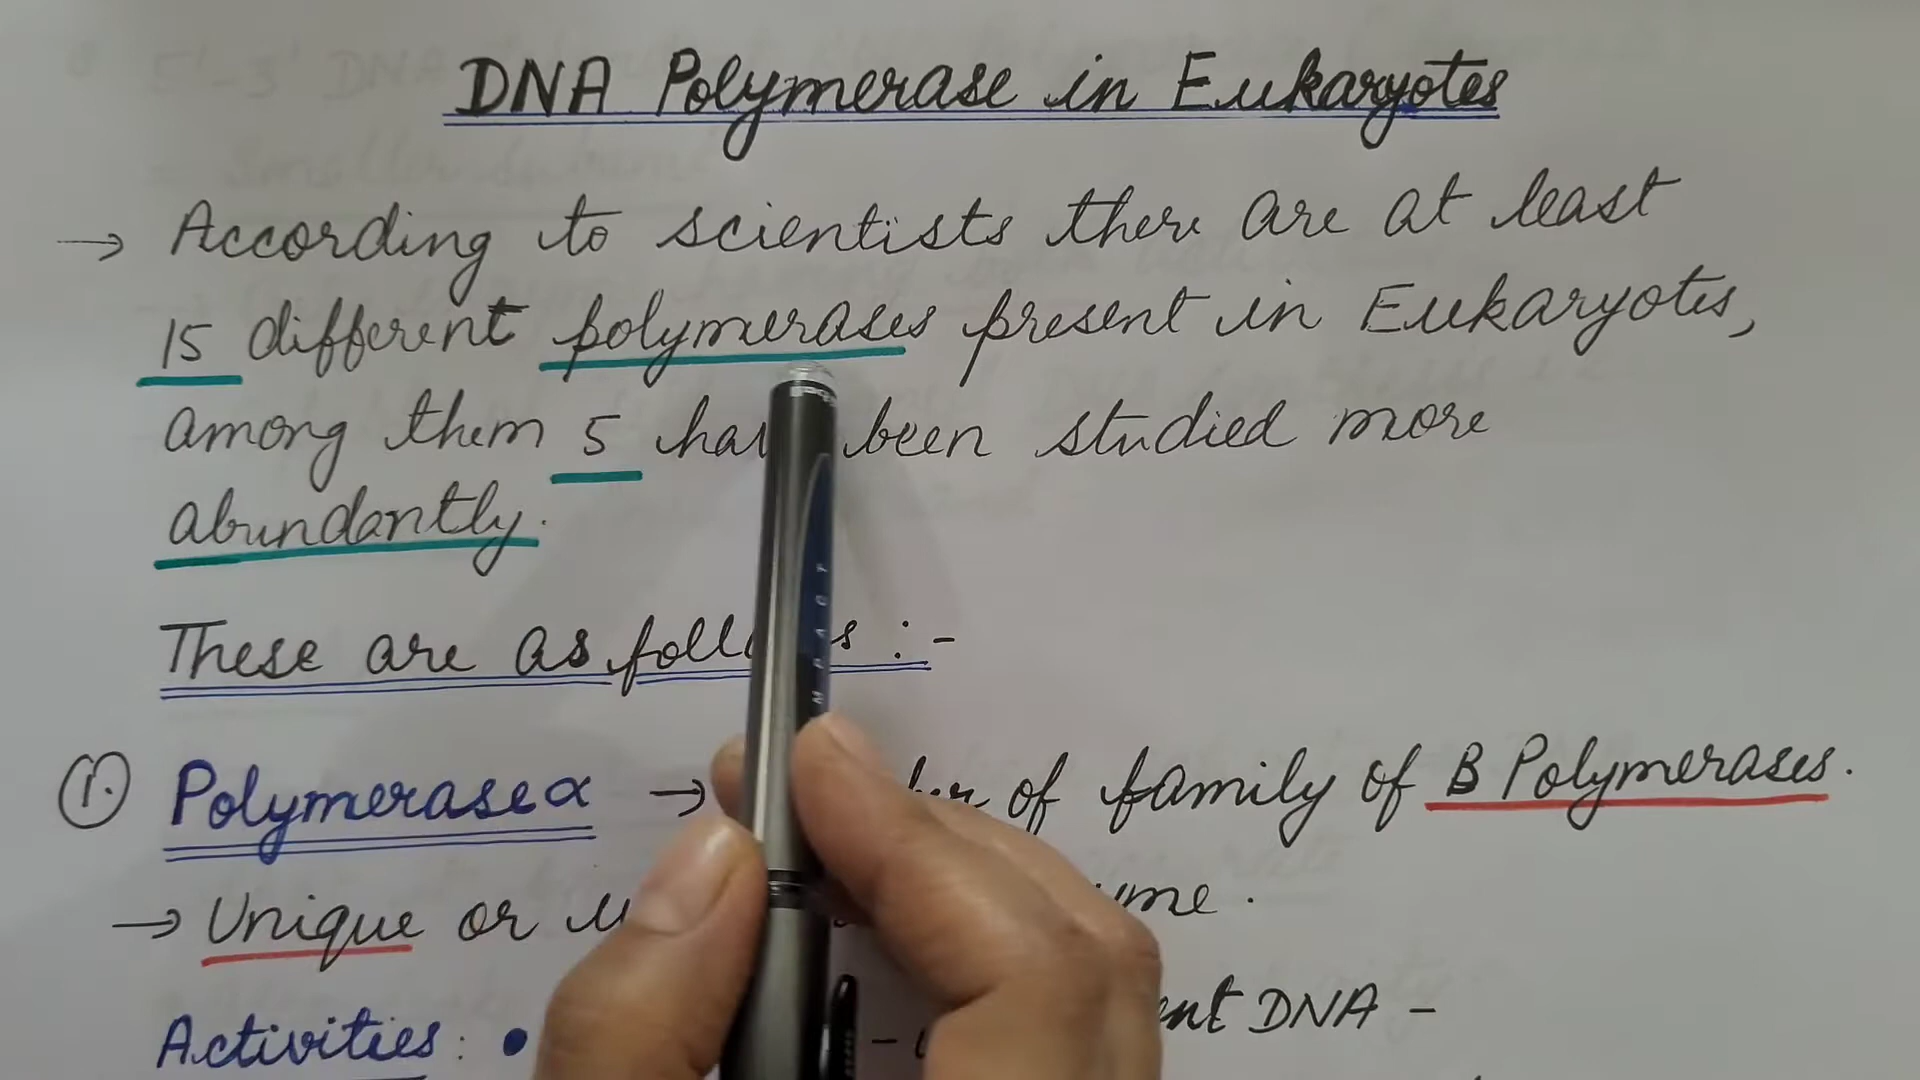 DNA Polymerase in Eukaryotes
→ According to scientists there are at least
15 different polymerases present in Eukaryotes,
among them 5 been studied more
abundantly.
These are as :-
1. Polymerase α → of family of B Polymerases.
→ Unique or
Activities: • - DNA -